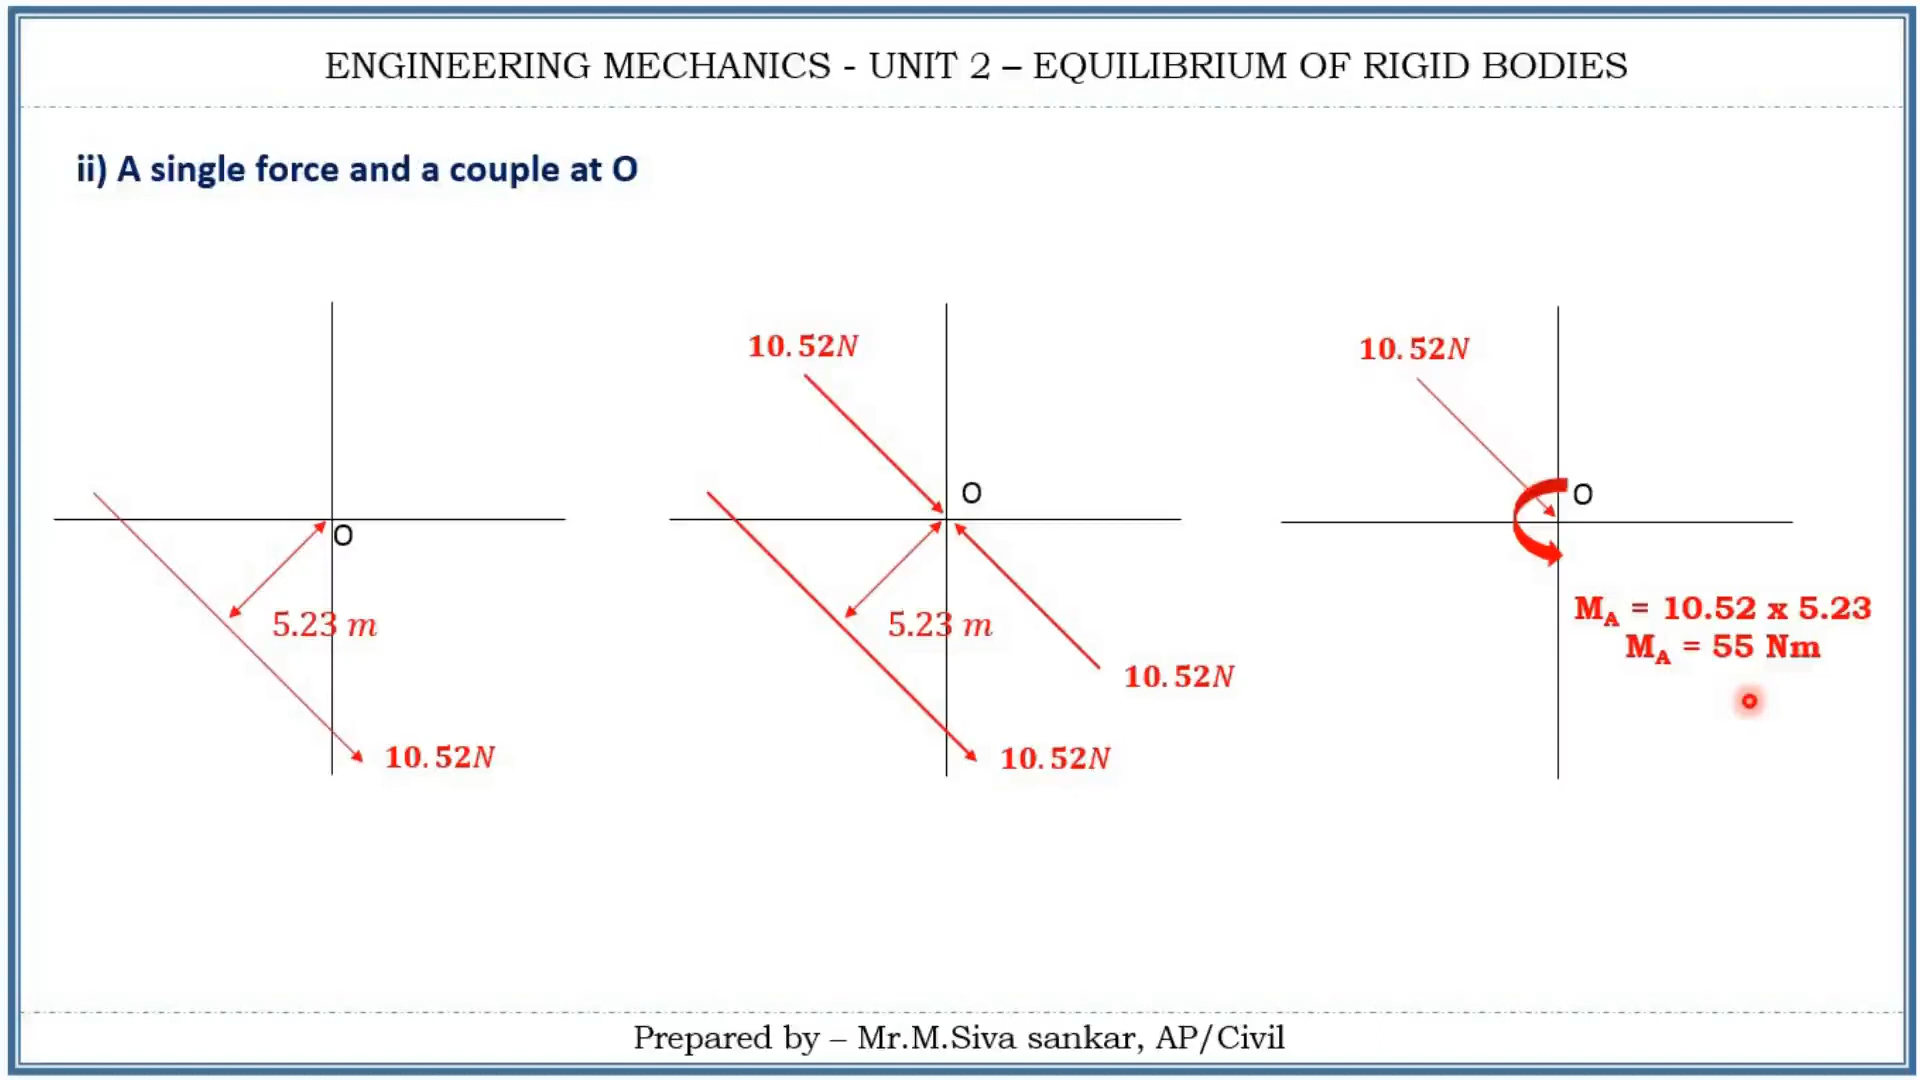 ENGINEERING MECHANICS - UNIT 2 – EQUILIBRIUM OF RIGID BODIES
ii) A single force and a couple at O
O
5.23 m
10.52N
10.52N
O
5.23 m
10.52N
10.52N
10.52N
O
M_A = 10.52 x 5.23
M_A = 55 Nm
Prepared by – Mr.M.Siva sankar, AP/Civil